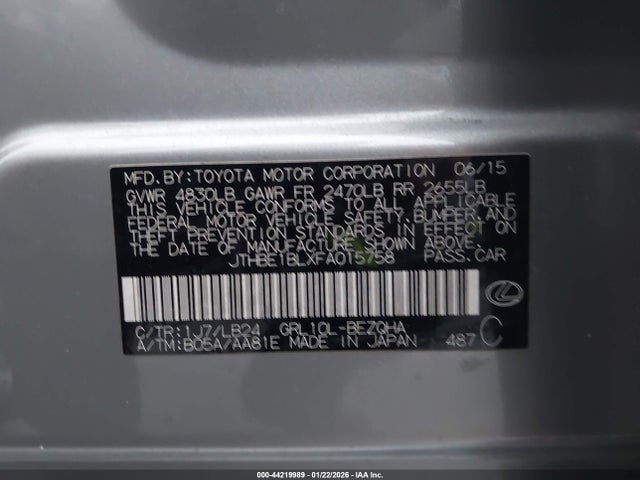 MFD. BY: TOYOTA MOTOR CORPORATION 06/15
GVWR 4830LB GAWR FR 2470LB RR 2655LB
THIS VEHICLE CONFORMS TO ALL APPLICABLE
FEDERAL MOTOR VEHICLE SAFETY, BUMPER, AND
THEFT PREVENTION STANDARDS IN EFFECT ON
THE DATE OF MANUFACTURE SHOWN ABOVE.
JTHBE1BLXFA015758 PASS. CAR
C/TR: 1J7/LB24 GRL10L-BEZQHA
A/TM: B05A/AA81E MADE IN JAPAN 487 C
000-44219989 - 01/22/2026 - IAA Inc.